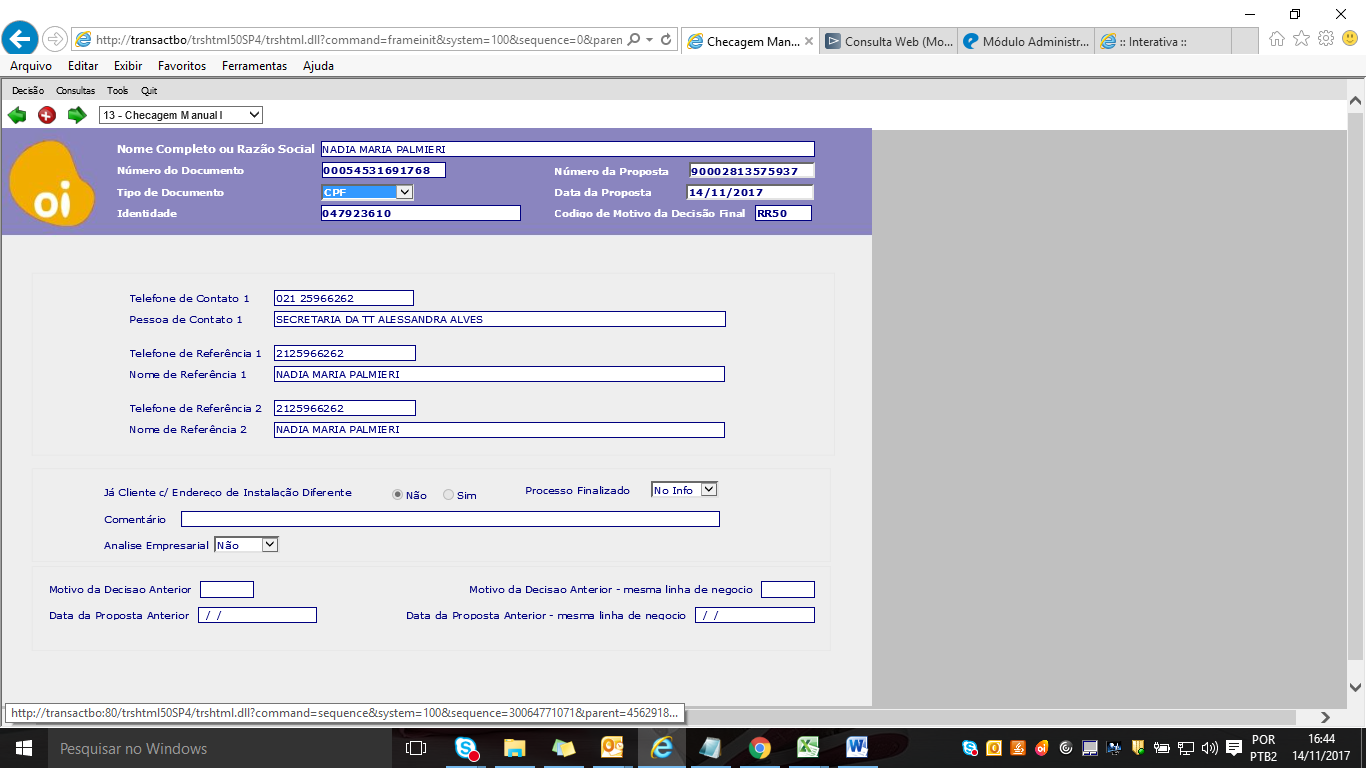 http://transactbo/trshtml50SP4/trshtml.dll?command=frameinit&system=100&sequence=0&paren
Checagem Man...
Consulta Web (Mo...
Módulo Administr...
:: Interativa ::
Arquivo Editar Exibir Favoritos Ferramentas Ajuda
Decisão Consultas Tools Quit
13 - Checagem Manual I
oi
Nome Completo ou Razão Social NADIA MARIA PALMIERI
Número do Documento 00054531691768 Número da Proposta 90002813575937
Tipo de Documento CPF Data da Proposta 14/11/2017
Identidade 047923610 Codigo de Motivo da Decisão Final RR50
Telefone de Contato 1 021 25966262
Pessoa de Contato 1 SECRETARIA DA TT ALESSANDRA ALVES
Telefone de Referência 1 2125966262
Nome de Referência 1 NADIA MARIA PALMIERI
Telefone de Referência 2 2125966262
Nome de Referência 2 NADIA MARIA PALMIERI
Já Cliente c/ Endereço de Instalação Diferente Não Sim Processo Finalizado No Info
Comentário
Analise Empresarial Não
Motivo da Decisao Anterior Motivo da Decisao Anterior - mesma linha de negocio
Data da Proposta Anterior / / Data da Proposta Anterior - mesma linha de negocio / /
http://transactbo:80/trshtml50SP4/trshtml.dll?command=sequence&system=100&sequence=30064771071&parent=4562918...
Pesquisar no Windows
POR 16:44
PTB2 14/11/2017